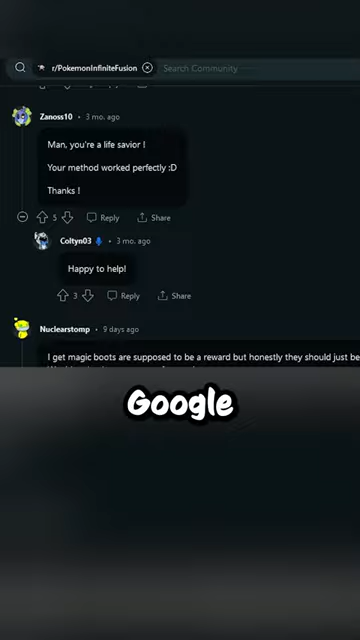 r/PokemonInfiniteFusion
Search Community
Zanoss10 • 3 mo. ago
Man, you're a life savior !
Your method worked perfectly :D
Thanks !
5
Reply
Share
Coltyn03 • 3 mo. ago
Happy to help!
3
Reply
Share
Nuclearstomp • 9 days ago
I get magic boots are supposed to be a reward but honestly they should just be
Google